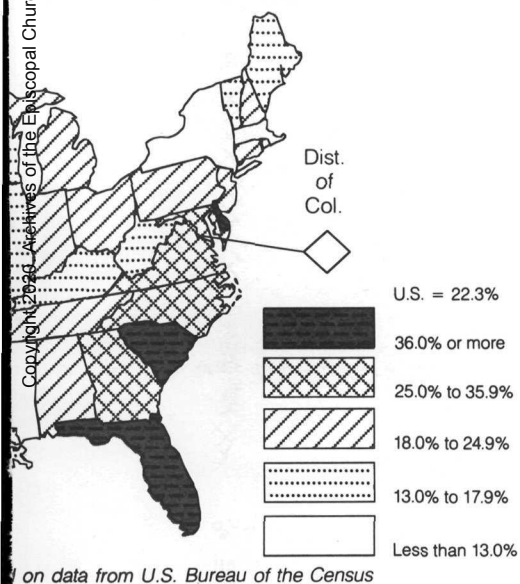 Copyright 2020. Archives of the Episcopal Chur
Dist.
of
Col.
U.S. = 22.3%
36.0% or more
25.0% to 35.9%
18.0% to 24.9%
13.0% to 17.9%
Less than 13.0%
on data from U.S. Bureau of the Census